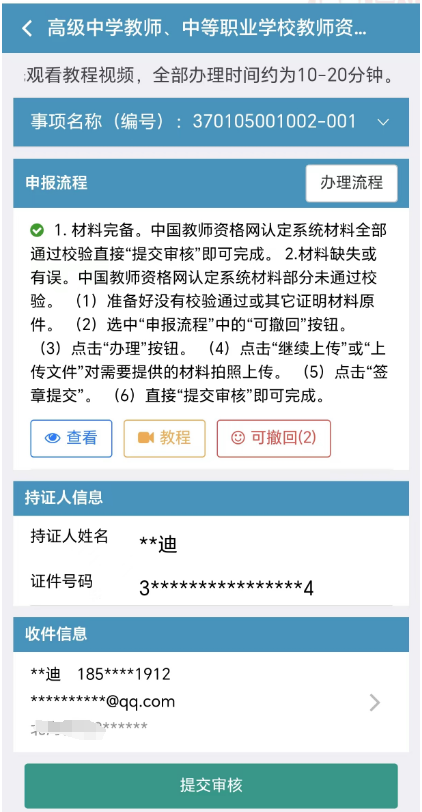 高级中学教师、中等职业学校教师资...
观看教程视频，全部办理时间约为10-20分钟。
事项名称（编号）：370105001002-001
申报流程
办理流程
1. 材料完备。中国教师资格网认定系统材料全部
通过校验直接“提交审核”即可完成。 2.材料缺失或
有误。中国教师资格网认定系统材料部分未通过校
验。 （1）准备好没有校验通过或其它证明材料原
件。 （2）选中“申报流程”中的“可撤回”按钮。
（3）点击“办理”按钮。 （4）点击“继续上传”或“上
传文件”对需要提供的材料拍照上传。 （5）点击“签
章提交”。 （6）直接“提交审核”即可完成。
查看
教程
可撤回(2)
持证人信息
持证人姓名 **迪
证件号码 3****************4
收件信息
**迪 185****1912
**********@qq.com
******
提交审核